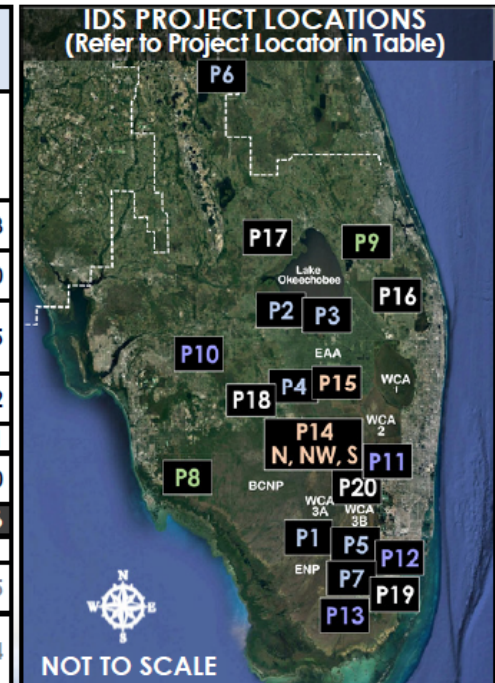 IDS PROJECT LOCATIONS
(Refer to Project Locator in Table)
P6
P17
P9
Lake
Okeechobee
P16
P2
P3
EAA
P10
P4
P15
WCA
1
P18
WCA
2
P14
N, NW, S
P11
P8
BCNP
P20
WCA
3A
WCA
3B
P1
P5
P12
ENP
P7
P19
P13
N
W
E
S
NOT TO SCALE